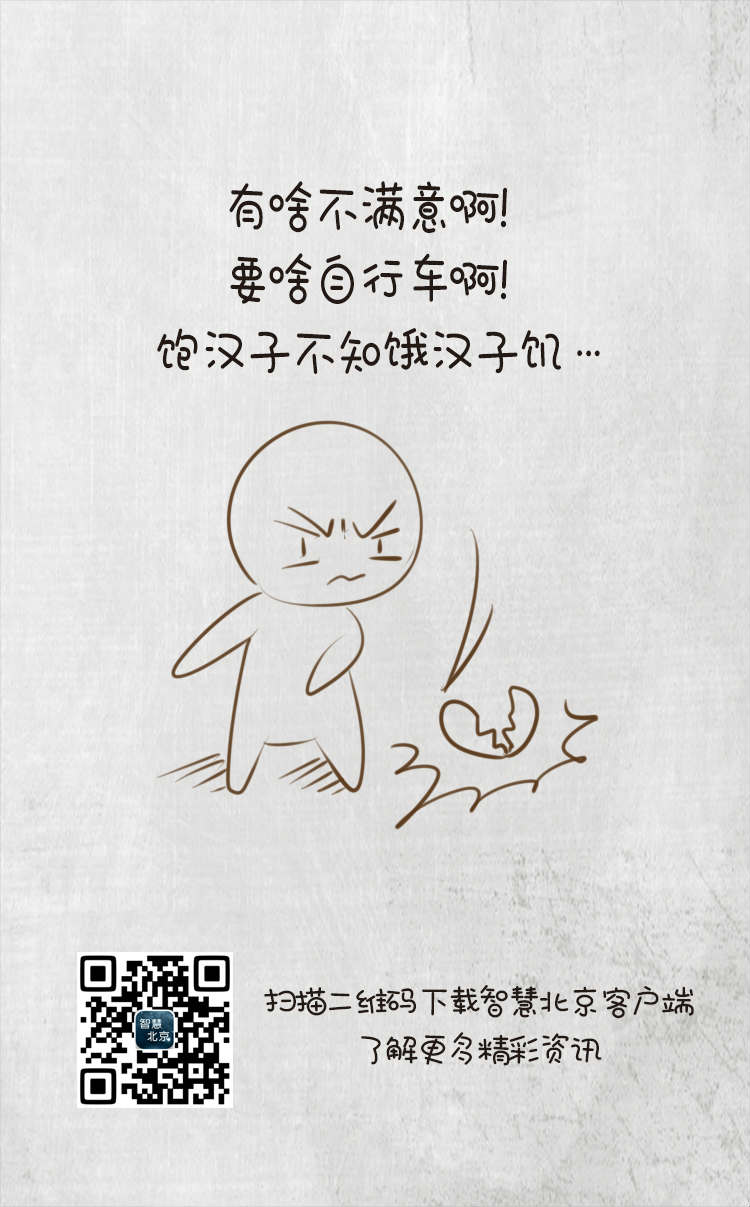 有啥不满意啊!
要啥自行车啊!
饱汉子不知饿汉子饥…
智慧
北京
扫描二维码下载智慧北京客户端
了解更多精彩资讯